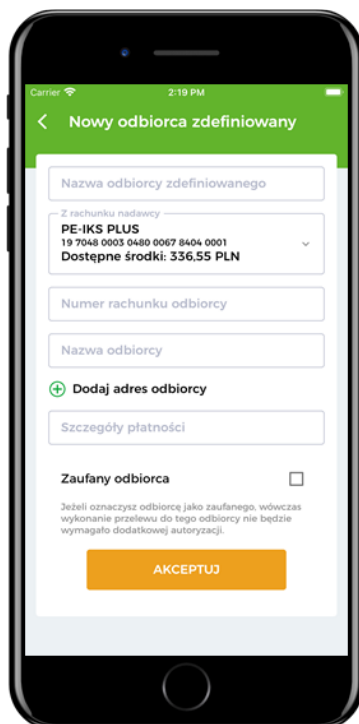 Carrier 2:19 PM
Nowy odbiorca zdefiniowany
Nazwa odbiorcy zdefiniowanego
Z rachunku nadawcy
PE-IKS PLUS
19 7048 0003 0480 0067 8404 0001
Dostępne środki: 336,55 PLN
Numer rachunku odbiorcy
Nazwa odbiorcy
Dodaj adres odbiorcy
Szczegóły płatności
Zaufany odbiorca
Jeżeli oznaczysz odbiorcę jako zaufanego, wówczas
wykonanie przelewu do tego odbiorcy nie będzie
wymagało dodatkowej autoryzacji.
AKCEPTUJ